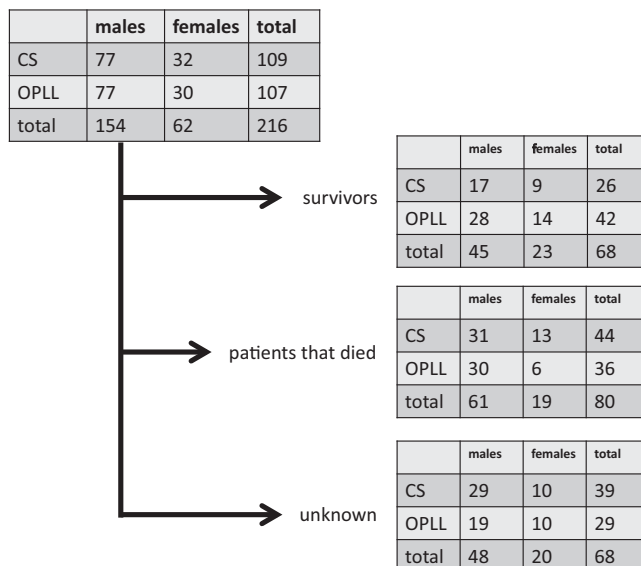 males females total
CS 77 32 109
OPLL 77 30 107
total 154 62 216
survivors
males females total
CS 17 9 26
OPLL 28 14 42
total 45 23 68
patients that died
males females total
CS 31 13 44
OPLL 30 6 36
total 61 19 80
unknown
males females total
CS 29 10 39
OPLL 19 10 29
total 48 20 68